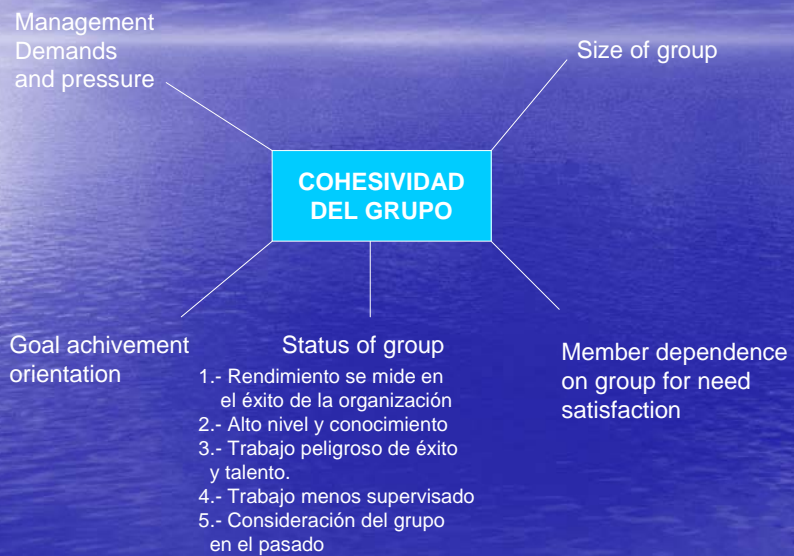 Management
Demands
and pressure
Size of group
COHESIVIDAD
DEL GRUPO
Goal achivement
orientation
Status of group
1.- Rendimiento se mide en
el éxito de la organización
2.- Alto nivel y conocimiento
3.- Trabajo peligroso de éxito
y talento.
4.- Trabajo menos supervisado
5.- Consideración del grupo
en el pasado
Member dependence
on group for need
satisfaction